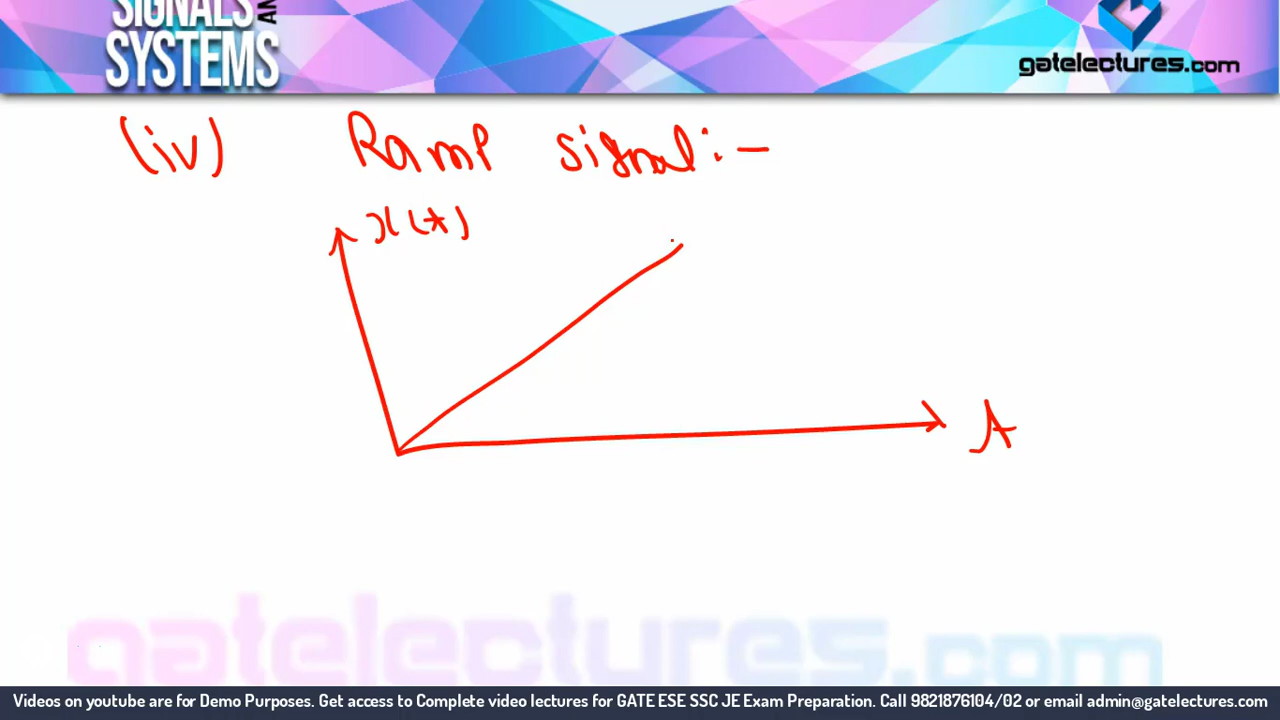 SIGNALS AND
SYSTEMS
gatelectures.com
(iv) Ramp signal:-
x(t)
t
gatelectures.com
Videos on youtube are for Demo Purposes. Get access to Complete video lectures for GATE ESE SSC JE Exam Preparation. Call 9821876104/02 or email admin@gatelectures.com